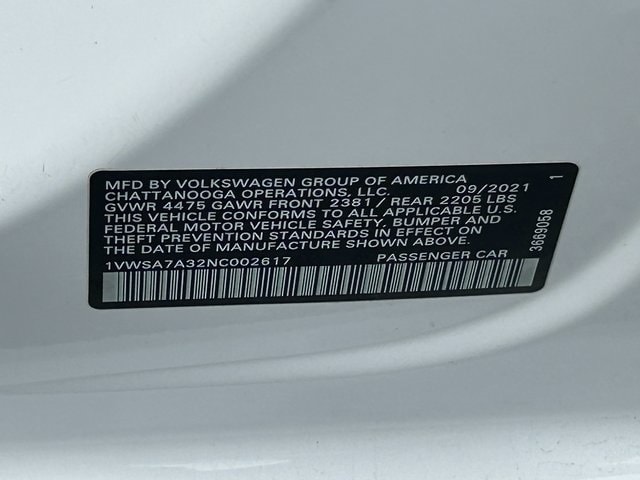 MFD BY VOLKSWAGEN GROUP OF AMERICA
CHATTANOOGA OPERATIONS, LLC. 09/2021
GVWR 4475 GAWR FRONT 2381 / REAR 2205 LBS
THIS VEHICLE CONFORMS TO ALL APPLICABLE U.S.
FEDERAL MOTOR VEHICLE SAFETY, BUMPER AND
THEFT PREVENTION STANDARDS IN EFFECT ON
THE DATE OF MANUFACTURE SHOWN ABOVE.
1VWSA7A32NC002617 PASSENGER CAR
3669058 1